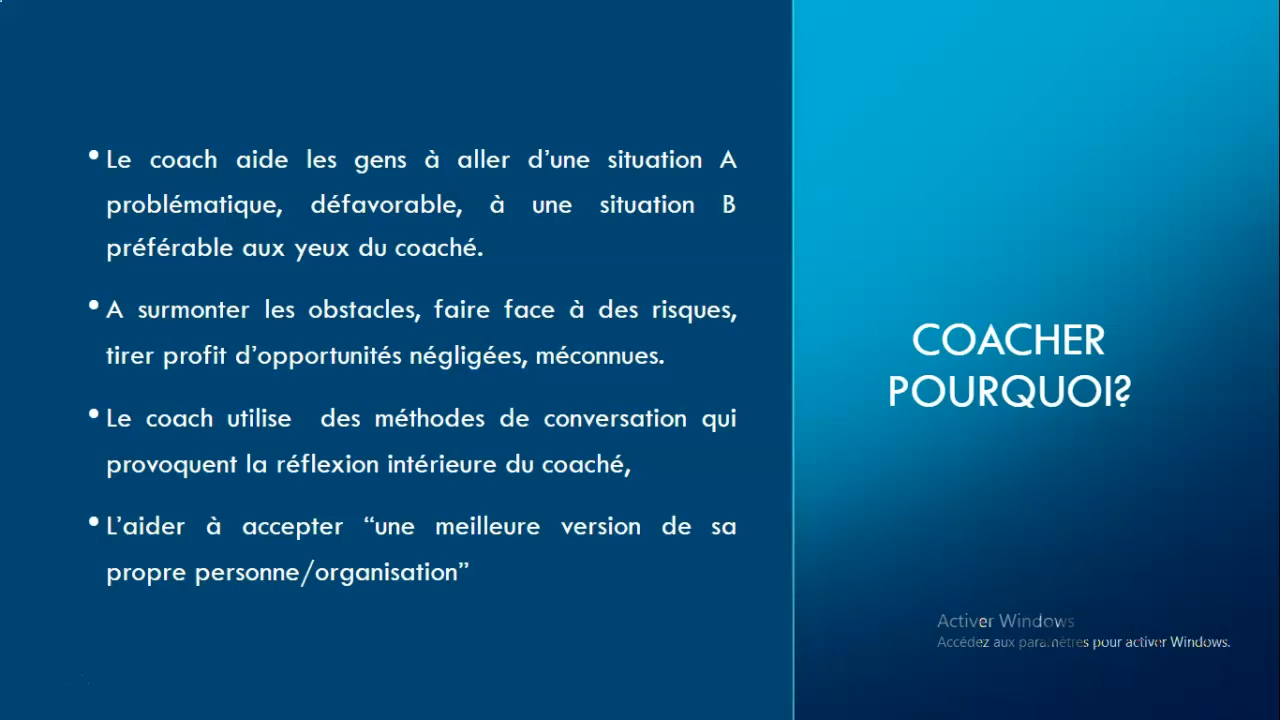 • Le coach aide les gens à aller d’une situation A
problématique, défavorable, à une situation B
préférable aux yeux du coaché.
• A surmonter les obstacles, faire face à des risques,
tirer profit d’opportunités négligées, méconnues.
• Le coach utilise des méthodes de conversation qui
provoquent la réflexion intérieure du coaché,
• L’aider à accepter “une meilleure version de sa
propre personne/organisation”
COACHER
POURQUOI?
Activer Windows
Accédez aux paramètres pour activer Windows.